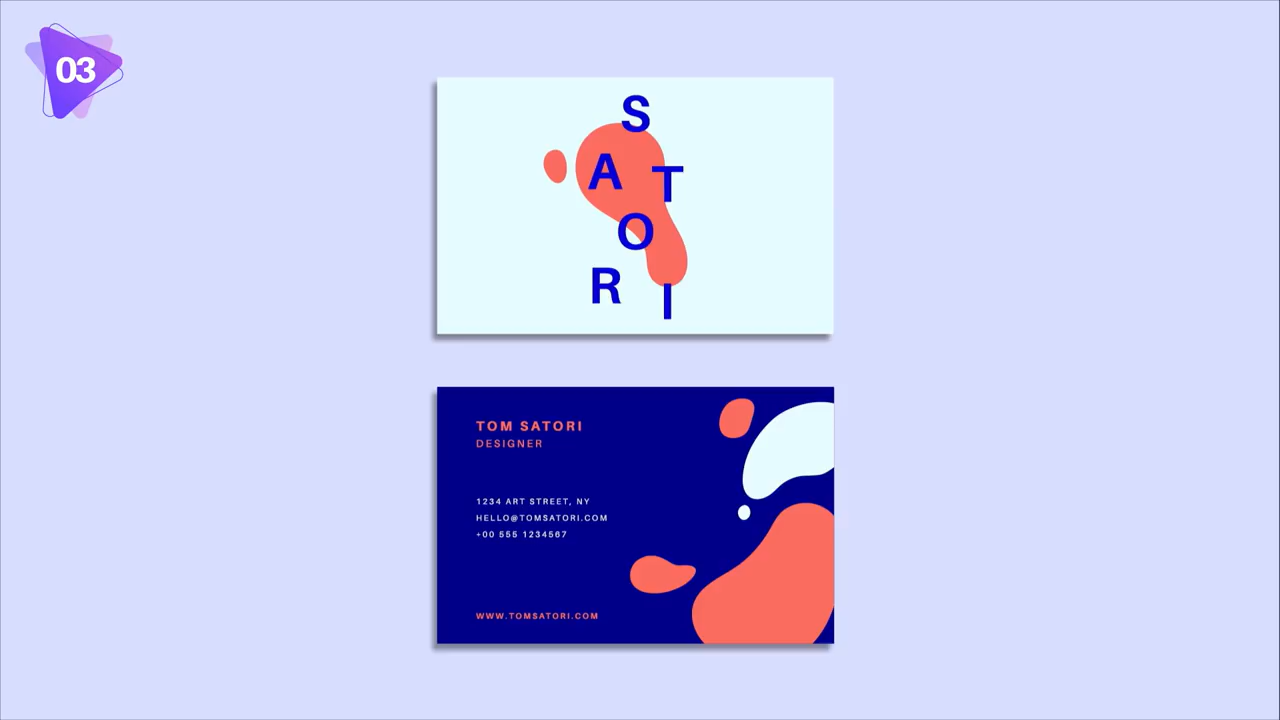 03
S
A T
O
R I
TOM SATORI
DESIGNER
1234 ART STREET, NY
HELLO@TOMSATORI.COM
+00 555 1234567
WWW.TOMSATORI.COM